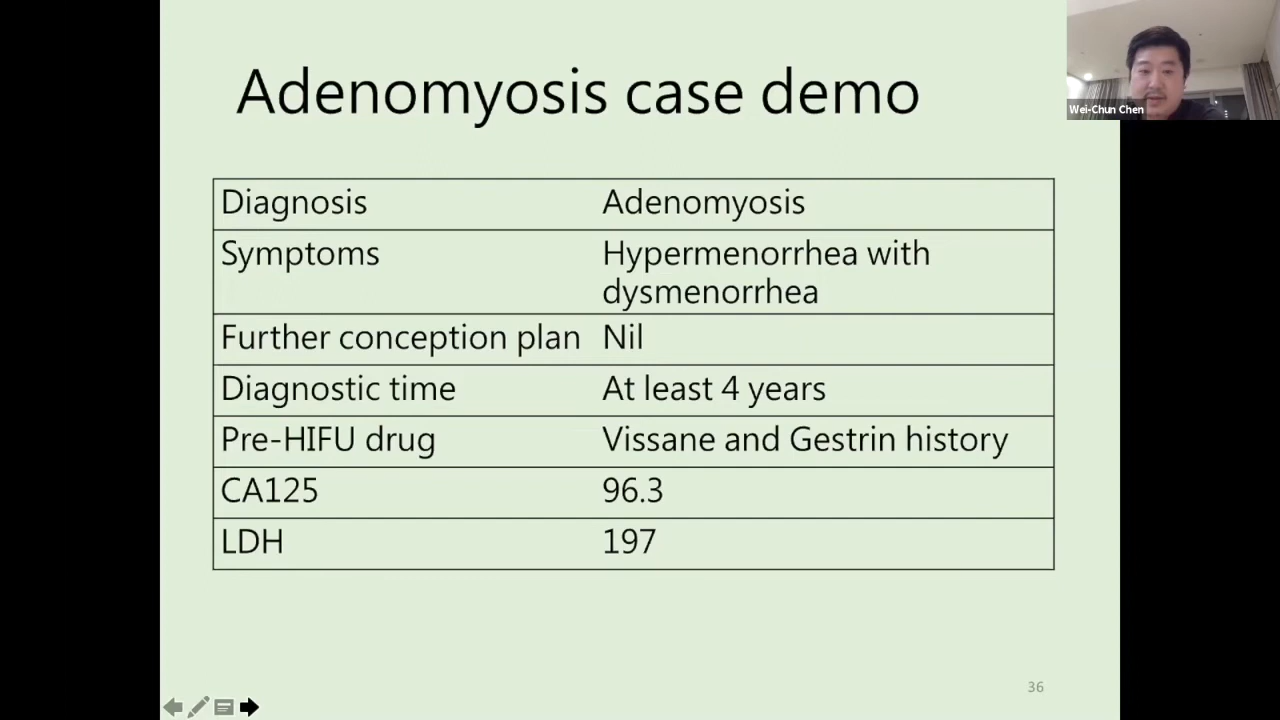 Adenomyosis case demo
Wei-Chun Chen
Diagnosis Adenomyosis
Symptoms Hypermenorrhea with
dysmenorrhea
Further conception plan Nil
Diagnostic time At least 4 years
Pre-HIFU drug Vissane and Gestrin history
CA125 96.3
LDH 197
36